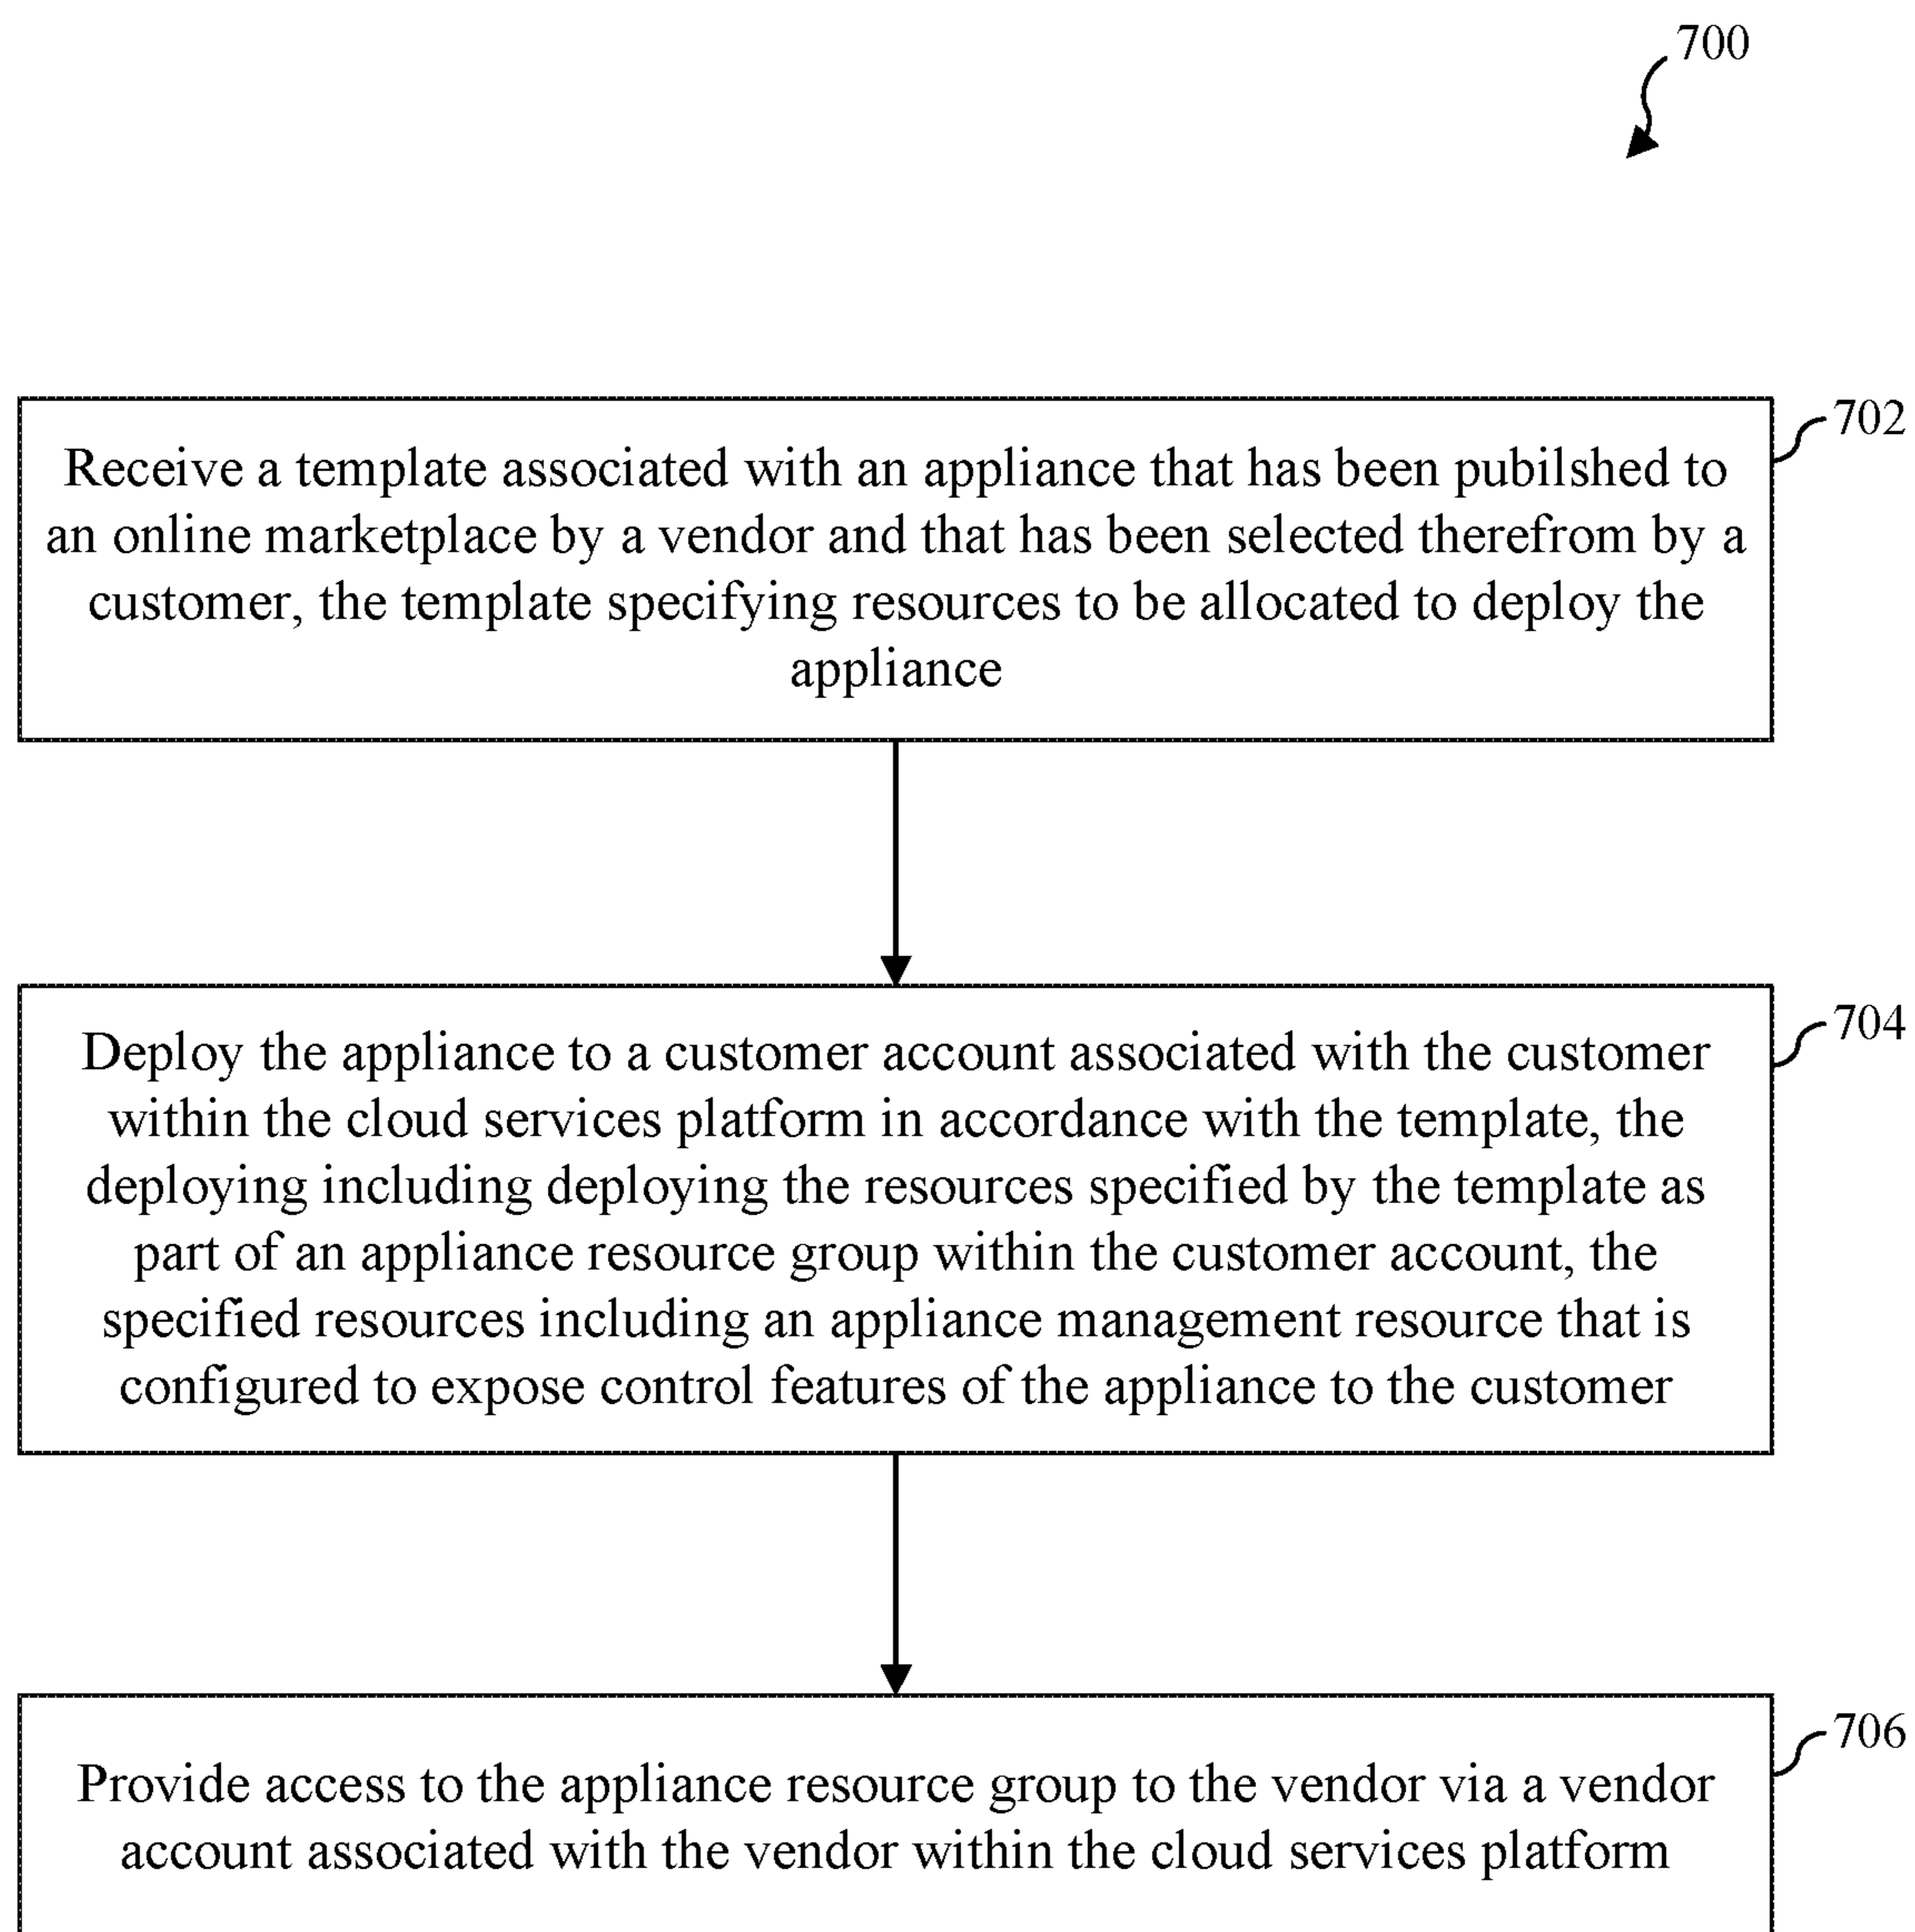 700
702
Receive a template associated with an appliance that has been pubilshed to
an online marketplace by a vendor and that has been selected therefrom by a
customer, the template specifying resources to be allocated to deploy the
appliance
704
Deploy the appliance to a customer account associated with the customer
within the cloud services platform in accordance with the template, the
deploying including deploying the resources specified by the template as
part of an appliance resource group within the customer account, the
specified resources including an appliance management resource that is
configured to expose control features of the appliance to the customer
706
Provide access to the appliance resource group to the vendor via a vendor
account associated with the vendor within the cloud services platform